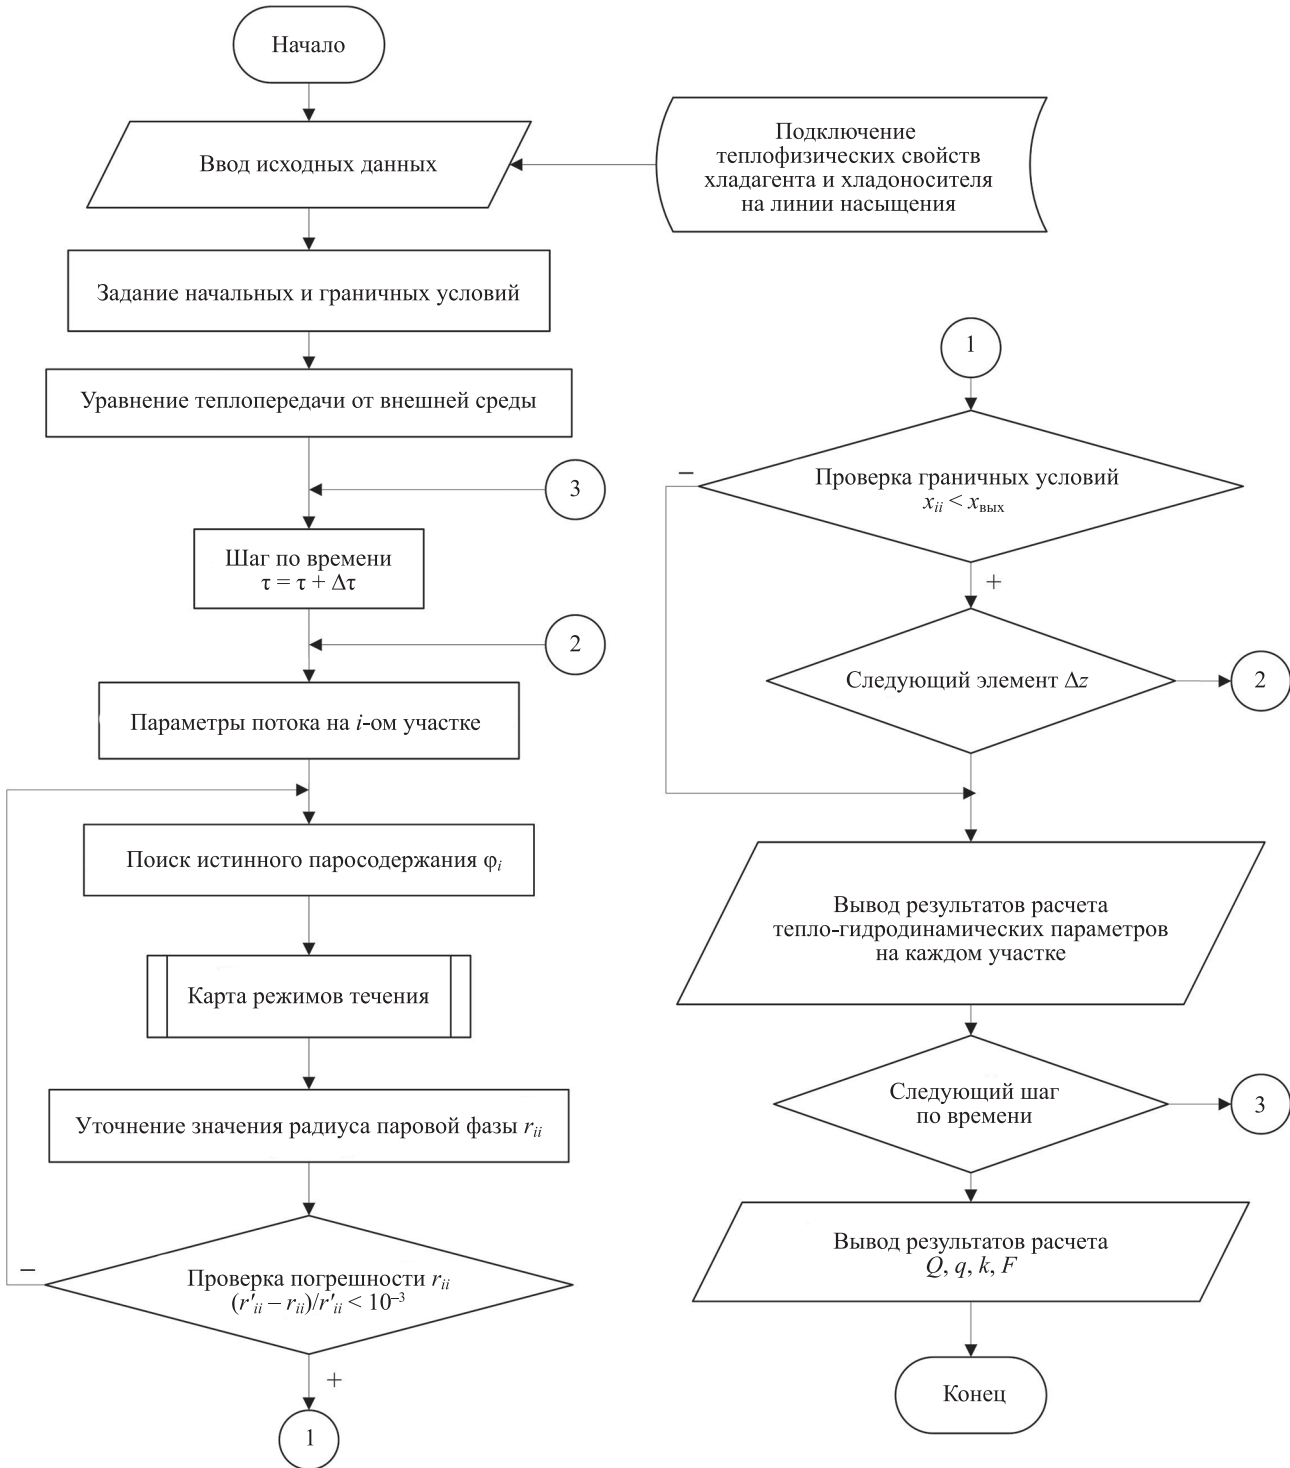 Начало
Ввод исходных данных
Подключение
теплофизических свойств
хладагента и хладоносителя
на линии насыщения
Задание начальных и граничных условий
Уравнение теплопередачи от внешней среды
3
Шаг по времени
τ = τ + Δτ
2
Параметры потока на i-ом участке
Поиск истинного паросодержания φi
Карта режимов течения
Уточнение значения радиуса паровой фазы rii
Проверка погрешности rii
(r′ii – rii)/r′ii < 10⁻³
–
+
1
1
Проверка граничных условий
xii < xвых
–
+
Следующий элемент Δz
2
Вывод результатов расчета
тепло-гидродинамических параметров
на каждом участке
Следующий шаг
по времени
3
Вывод результатов расчета
Q, q, k, F
Конец